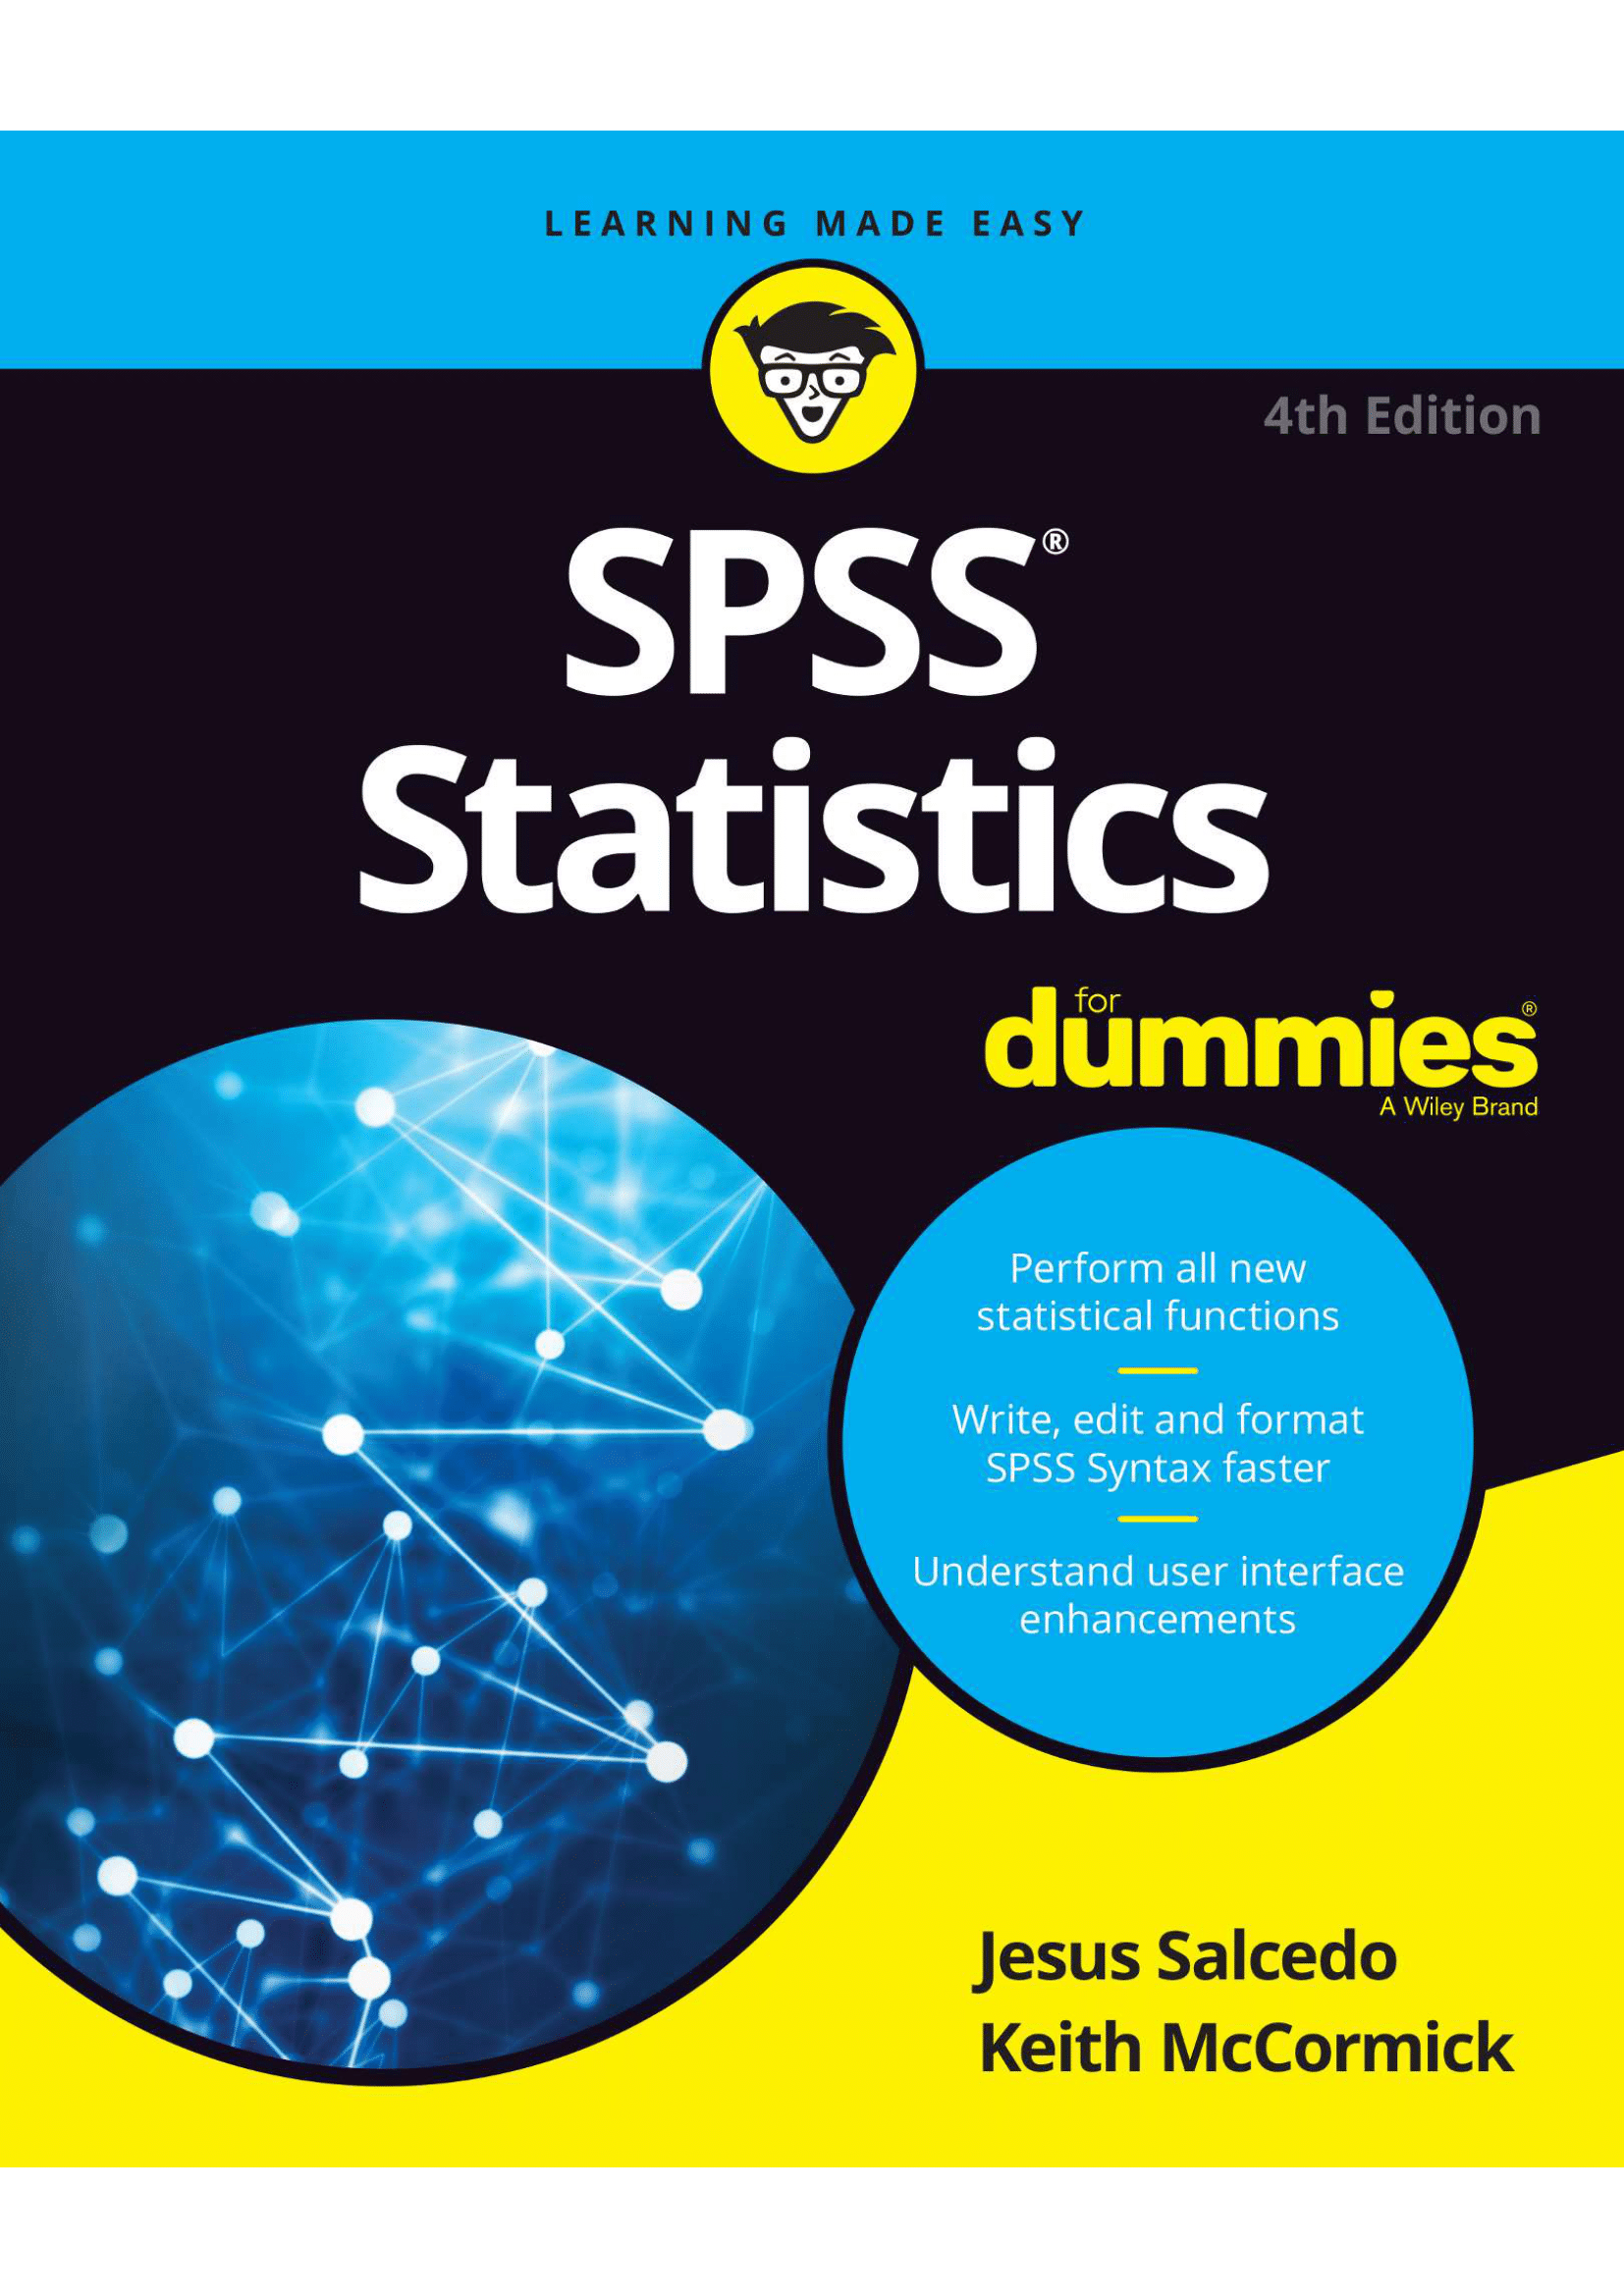 LEARNING MADE EASY
4th Edition
SPSS®
Statistics
for
dummies®
A Wiley Brand
Perform all new
statistical functions
Write, edit and format
SPSS Syntax faster
Understand user interface
enhancements
Jesus Salcedo
Keith McCormick